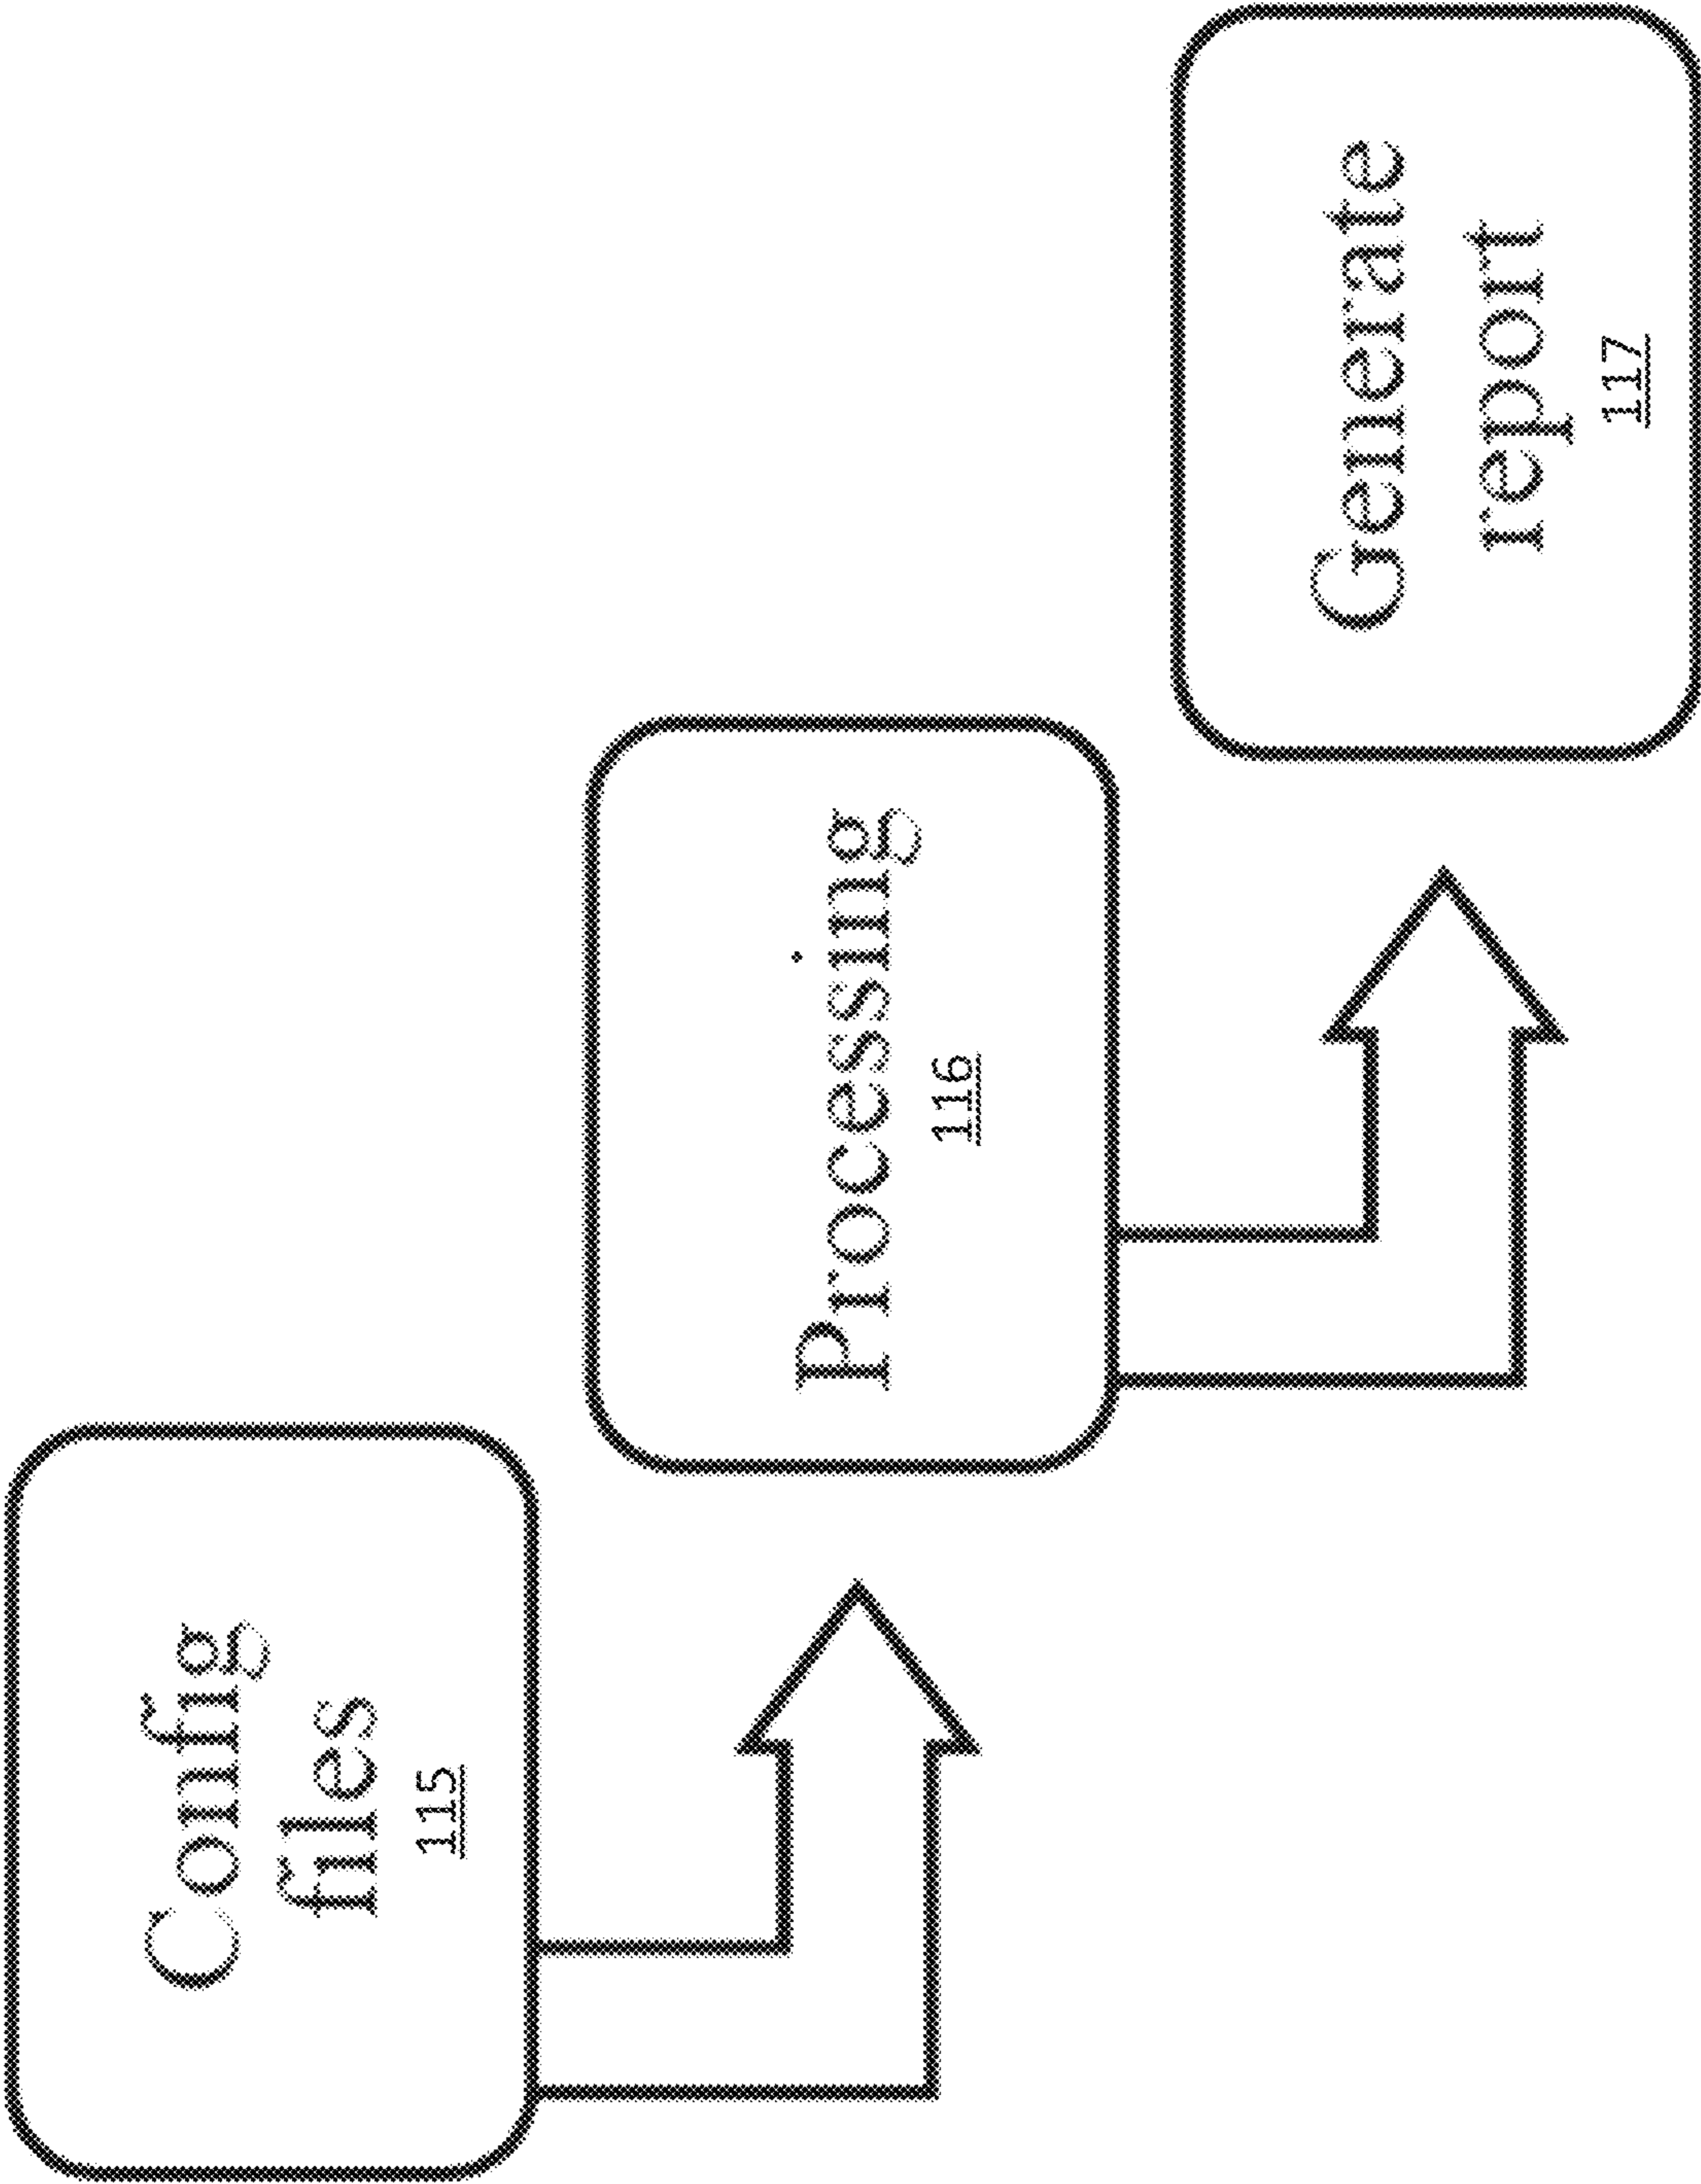 Config
files
115
Processing
116
Generate
report
117